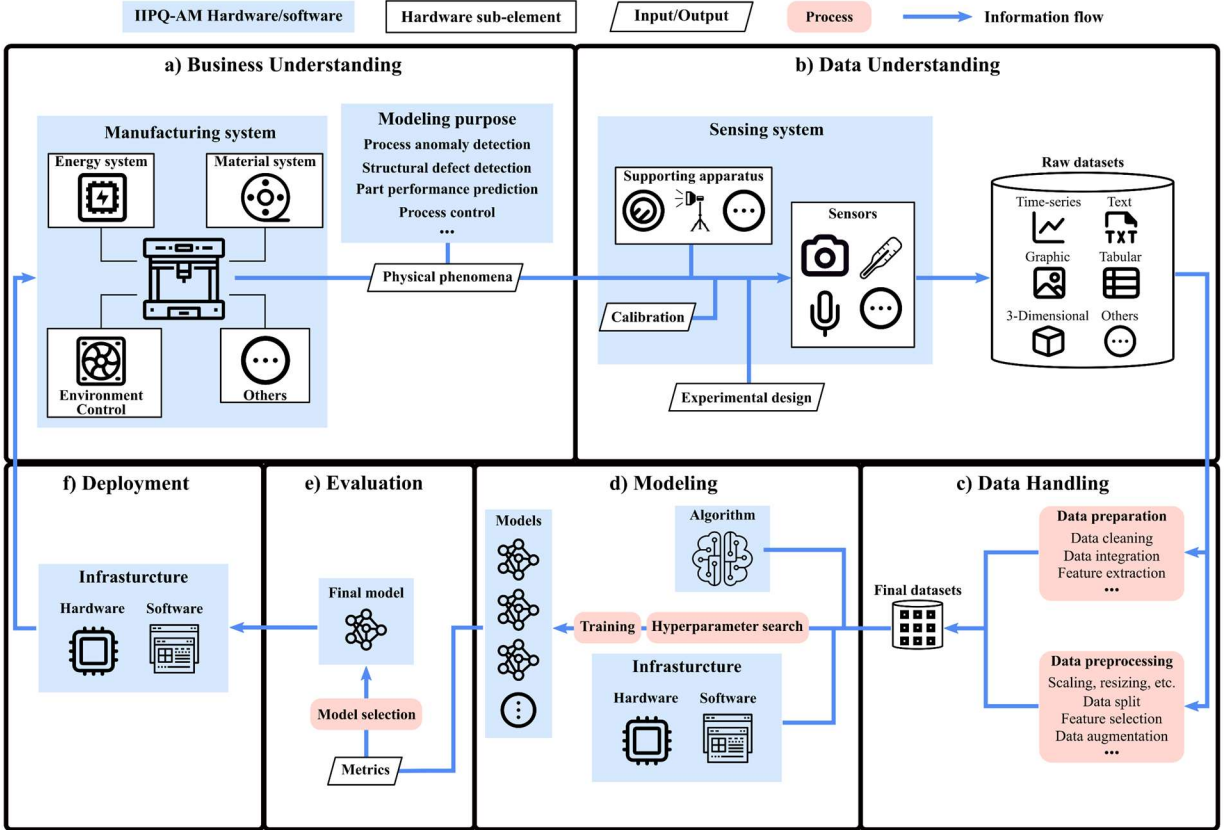 IIPQ-AM Hardware/software
Hardware sub-element
Input/Output
Process
Information flow
a) Business Understanding
Manufacturing system
Energy system
Material system
Environment
Control
Others
Modeling purpose
Process anomaly detection
Structural defect detection
Part performance prediction
Process control
...
Physical phenomena
b) Data Understanding
Sensing system
Supporting apparatus
Sensors
Calibration
Experimental design
Raw datasets
Time-series
Text
TXT
Graphic
Tabular
3-Dimensional
Others
f) Deployment
Infrasturcture
Hardware
Software
e) Evaluation
Final model
Model selection
Metrics
d) Modeling
Models
Algorithm
Training
Hyperparameter search
Infrasturcture
Hardware
Software
c) Data Handling
Final datasets
Data preparation
Data cleaning
Data integration
Feature extraction
...
Data preprocessing
Scaling, resizing, etc.
Data split
Feature selection
Data augmentation
...